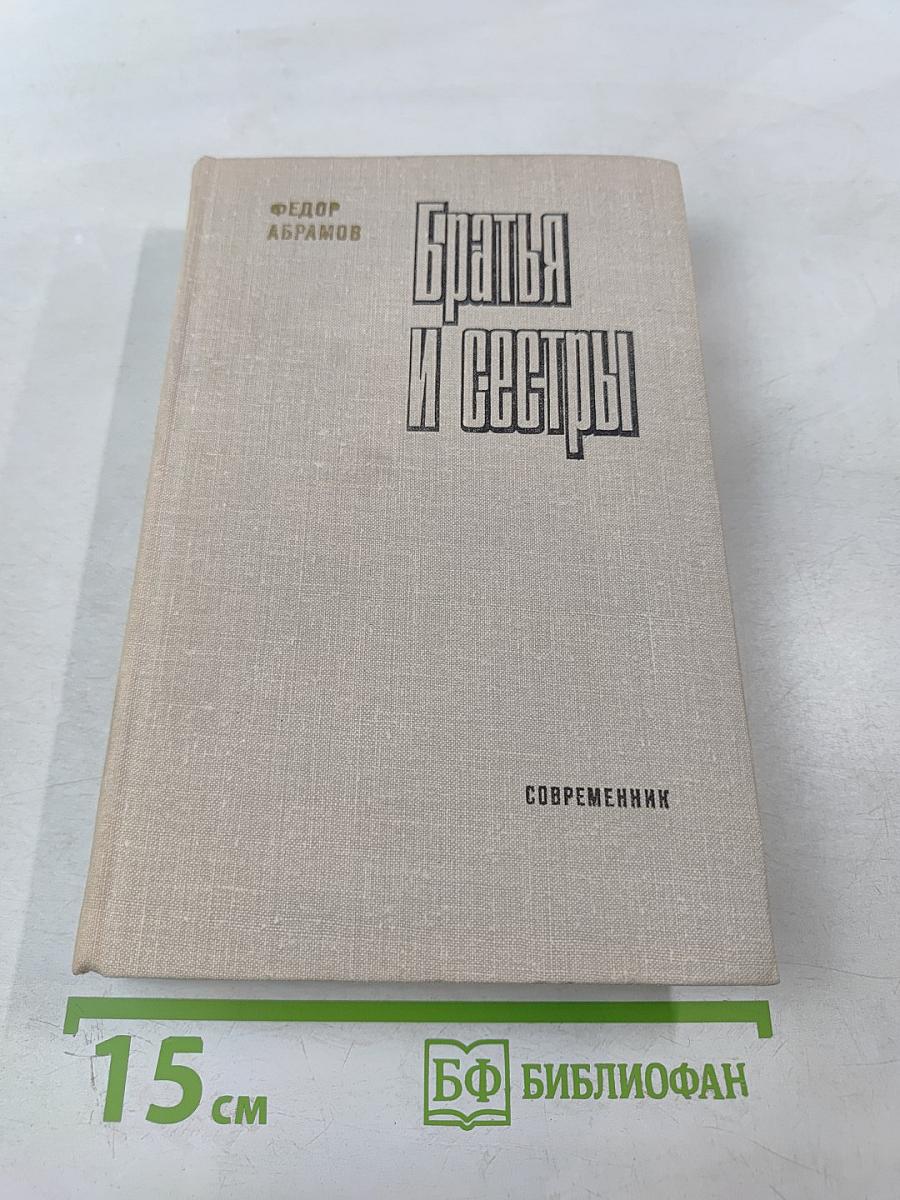 ФЕДОР
АБРАМОВ
Братья
и сестры
СОВРЕМЕННИК
15 см
БФ БИБЛИОФАН